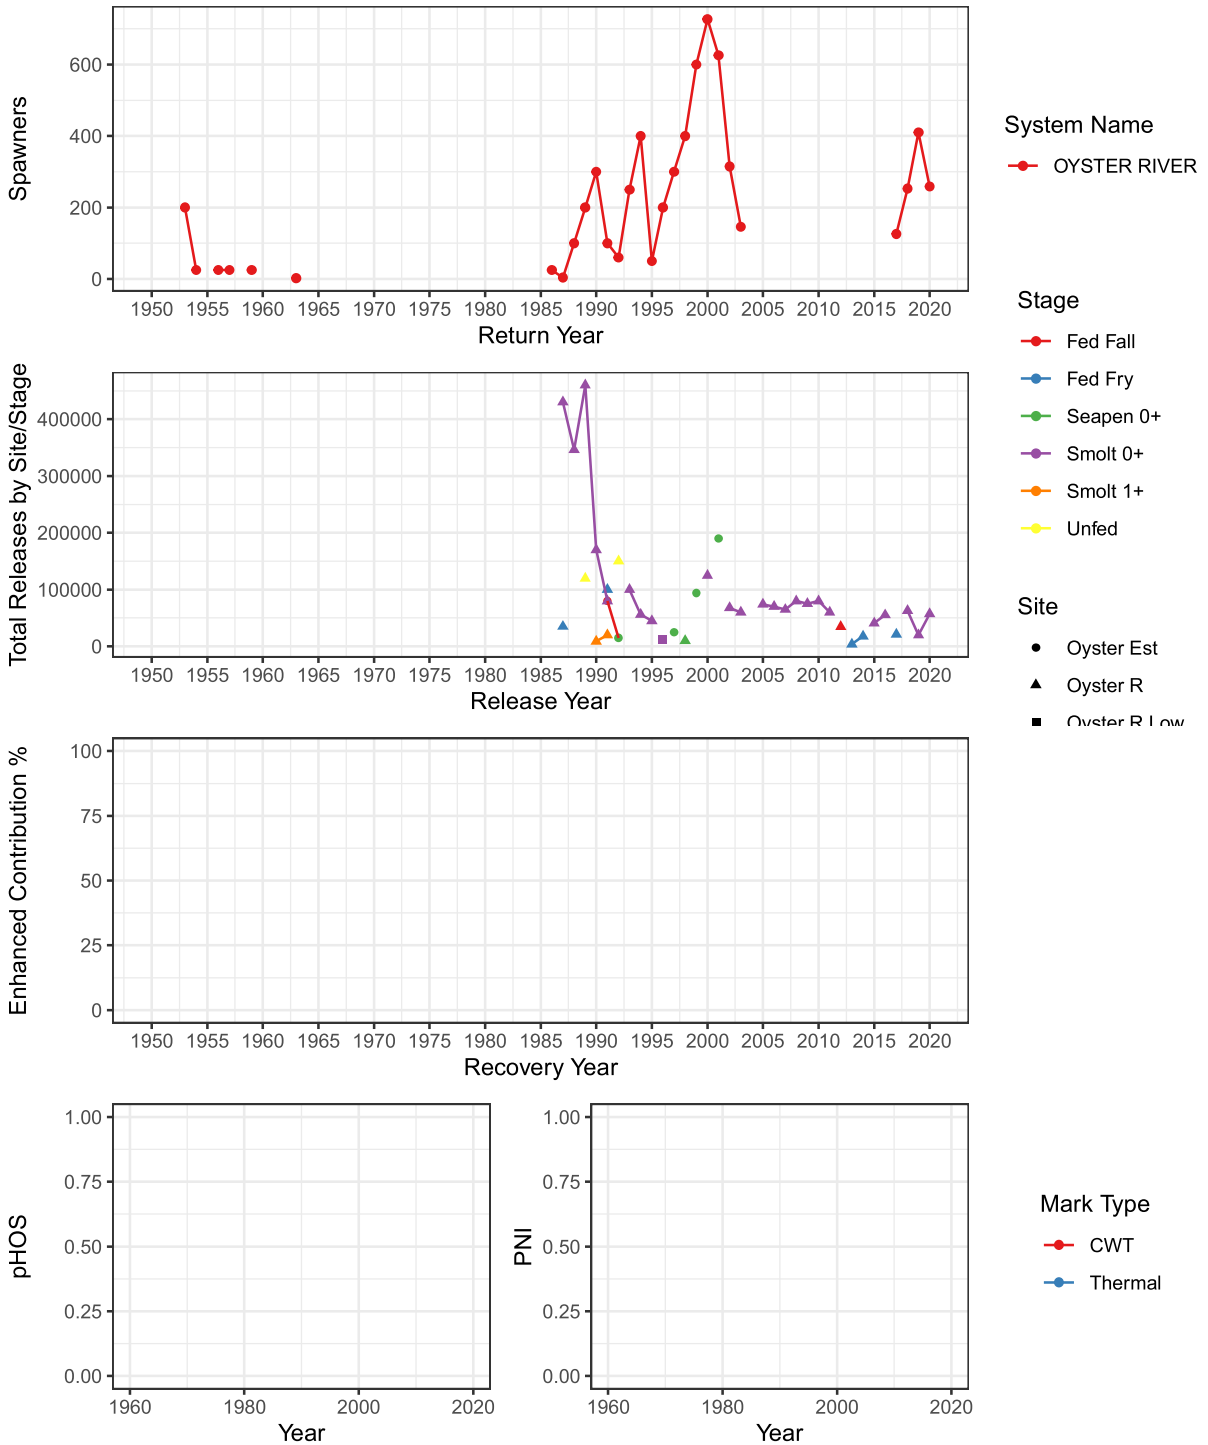 Spawners
600
400
200
0
1950 1955 1960 1965 1970 1975 1980 1985 1990 1995 2000 2005 2010 2015 2020
Return Year
System Name
OYSTER RIVER
Total Releases by Site/Stage
400000
300000
200000
100000
0
1950 1955 1960 1965 1970 1975 1980 1985 1990 1995 2000 2005 2010 2015 2020
Release Year
Stage
Fed Fall
Fed Fry
Seapen 0+
Smolt 0+
Smolt 1+
Unfed
Site
Oyster Est
Oyster R
Oyster R Low
Enhanced Contribution %
100
75
50
25
0
1950 1955 1960 1965 1970 1975 1980 1985 1990 1995 2000 2005 2010 2015 2020
Recovery Year
pHOS
1.00
0.75
0.50
0.25
0.00
1960 1980 2000 2020
Year
PNI
1.00
0.75
0.50
0.25
0.00
1960 1980 2000 2020
Year
Mark Type
CWT
Thermal